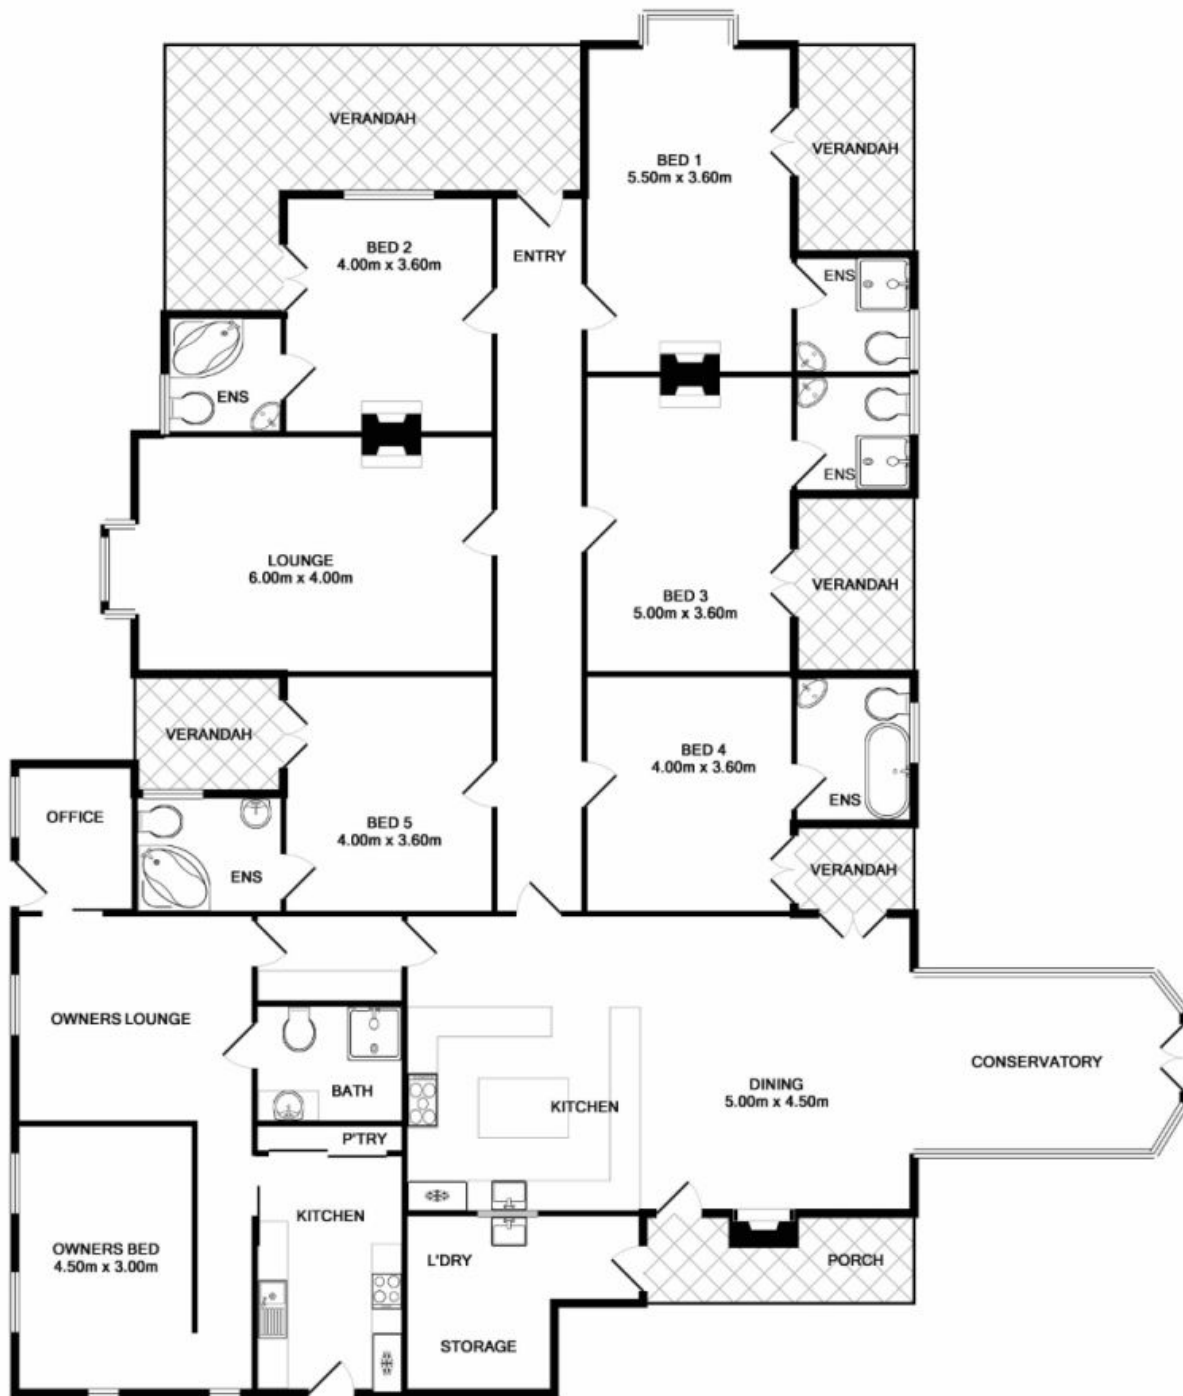 VERANDAH
BED 1
5.50m x 3.60m
VERANDAH
BED 2
4.00m x 3.60m
ENTRY
ENS
ENS
ENS
LOUNGE
6.00m x 4.00m
BED 3
5.00m x 3.60m
VERANDAH
VERANDAH
BED 4
4.00m x 3.60m
ENS
OFFICE
BED 5
4.00m x 3.60m
ENS
VERANDAH
OWNERS LOUNGE
BATH
P'TRY
KITCHEN
DINING
5.00m x 4.50m
CONSERVATORY
KITCHEN
OWNERS BED
4.50m x 3.00m
L'DRY
PORCH
STORAGE